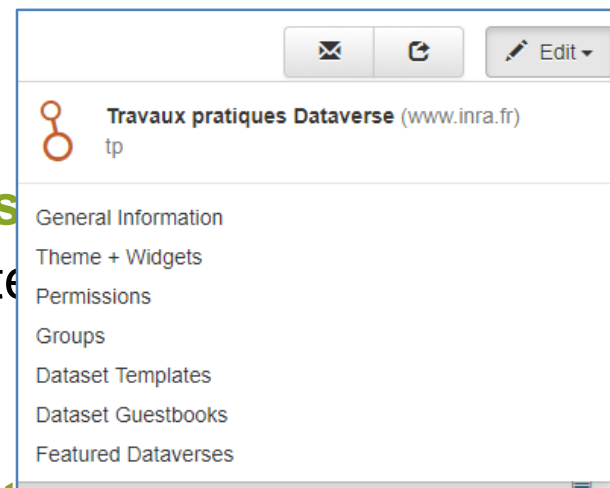 Edit
Travaux pratiques Dataverse (www.inra.fr)
tp
General Information
Theme + Widgets
Permissions
Groups
Dataset Templates
Dataset Guestbooks
Featured Dataverses